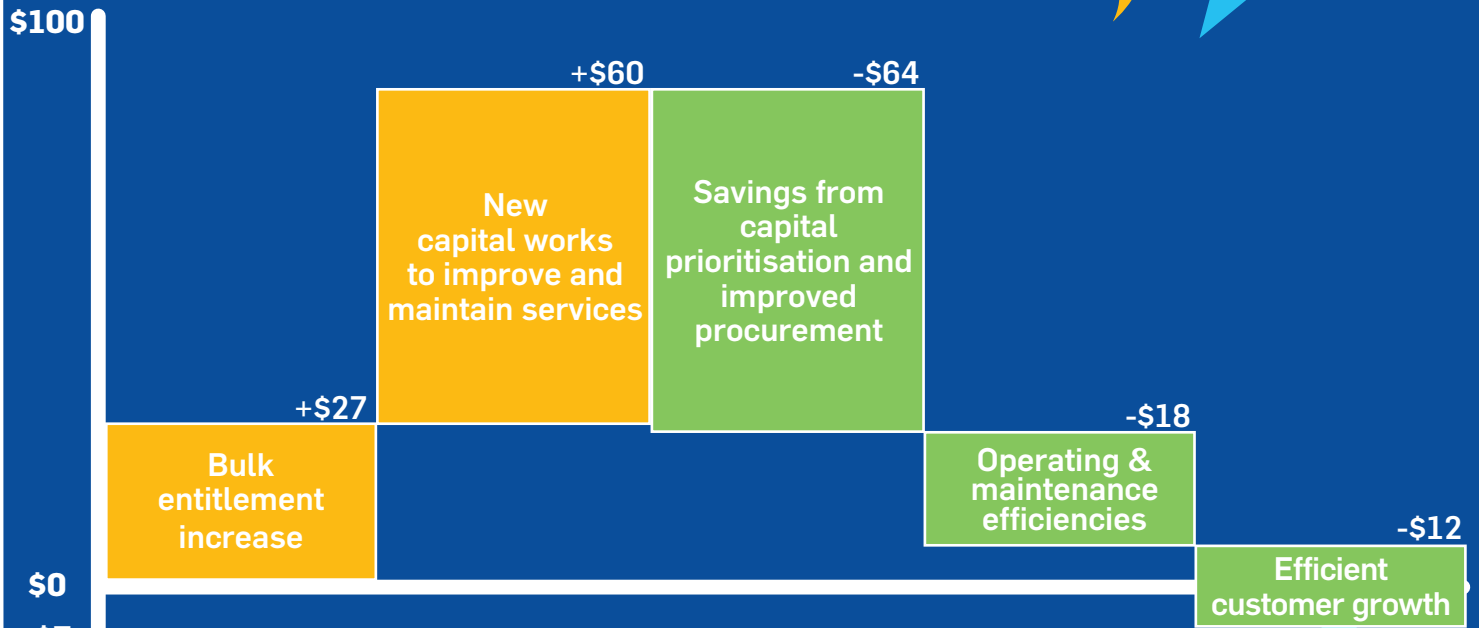 $100
+$60
-$64
New
capital works
to improve and
maintain services
Savings from
capital
prioritisation and
improved
procurement
+$27
-$18
Bulk
entitlement
increase
Operating &
maintenance
efficiencies
-$12
$0
Efficient
customer growth